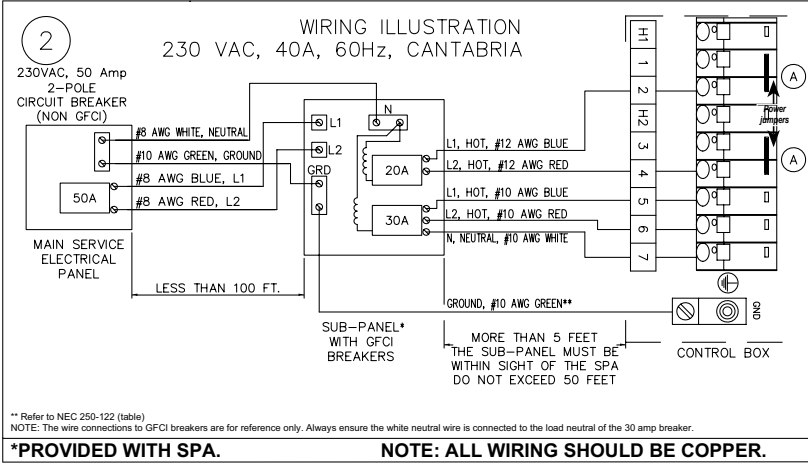 2
WIRING ILLUSTRATION
230 VAC, 40A, 60Hz, CANTABRIA
230VAC, 50 Amp
2-POLE
CIRCUIT BREAKER
(NON GFCI)
#8 AWG WHITE, NEUTRAL
#10 AWG GREEN, GROUND
#8 AWG BLUE, L1
#8 AWG RED, L2
50A
MAIN SERVICE
ELECTRICAL
PANEL
LESS THAN 100 FT.
N
L1
L2
GRD
20A
30A
SUB-PANEL*
WITH GFCI
BREAKERS
L1, HOT, #12 AWG BLUE
L2, HOT, #12 AWG RED
L1, HOT, #10 AWG BLUE
L2, HOT, #10 AWG RED
N, NEUTRAL, #10 AWG WHITE
GROUND, #10 AWG GREEN**
MORE THAN 5 FEET
THE SUB-PANEL MUST BE
WITHIN SIGHT OF THE SPA
DO NOT EXCEED 50 FEET
H1
1
2
H2
3
4
5
6
7
A
Power
jumpers
A
GND
CONTROL BOX
** Refer to NEC 250-122 (table)
NOTE: The wire connections to GFCI breakers are for reference only. Always ensure the white neutral wire is connected to the load neutral of the 30 amp breaker.
*PROVIDED WITH SPA. NOTE: ALL WIRING SHOULD BE COPPER.